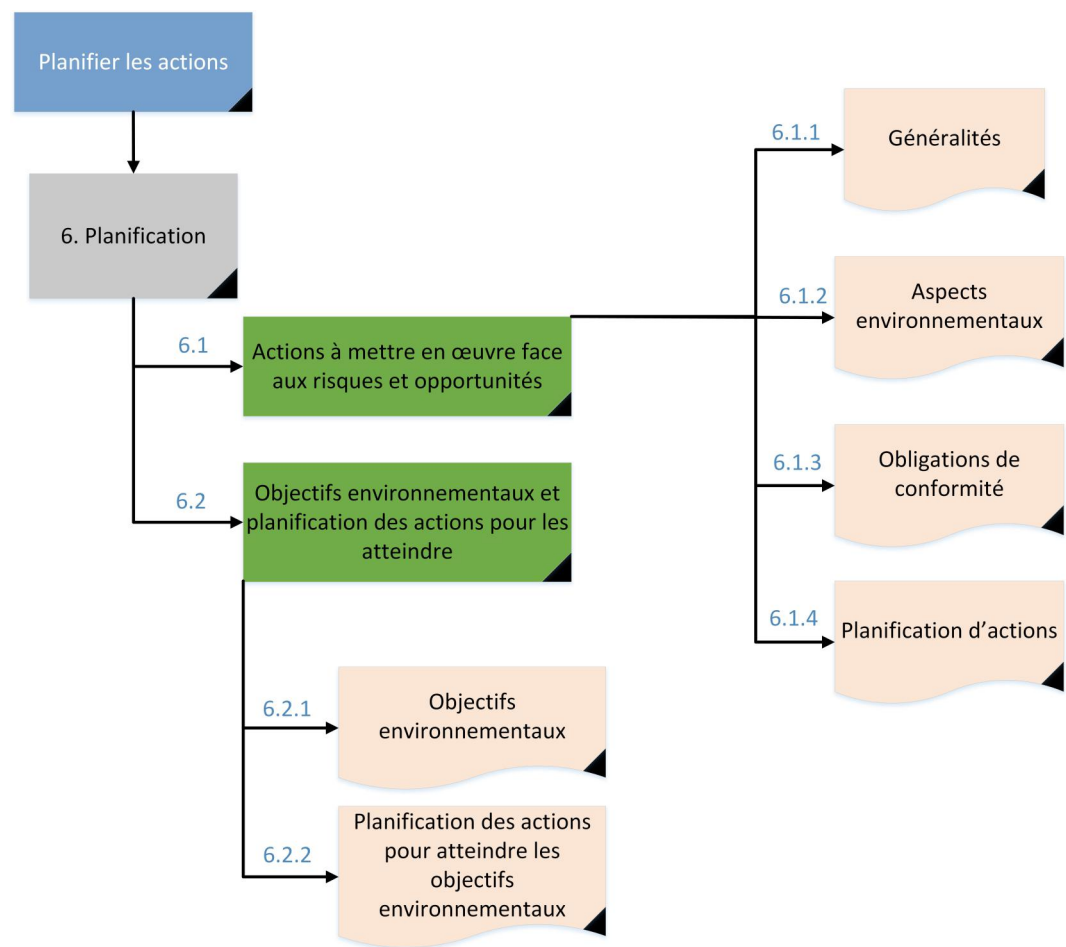 Planifier les actions
6. Planification
6.1
Actions à mettre en œuvre face
aux risques et opportunités
6.1.1
Généralités
6.1.2
Aspects
environnementaux
6.1.3
Obligations de
conformité
6.1.4
Planification d’actions
6.2
Objectifs environnementaux et
planification des actions pour les
atteindre
6.2.1
Objectifs
environnementaux
6.2.2
Planification des actions
pour atteindre les
objectifs
environnementaux